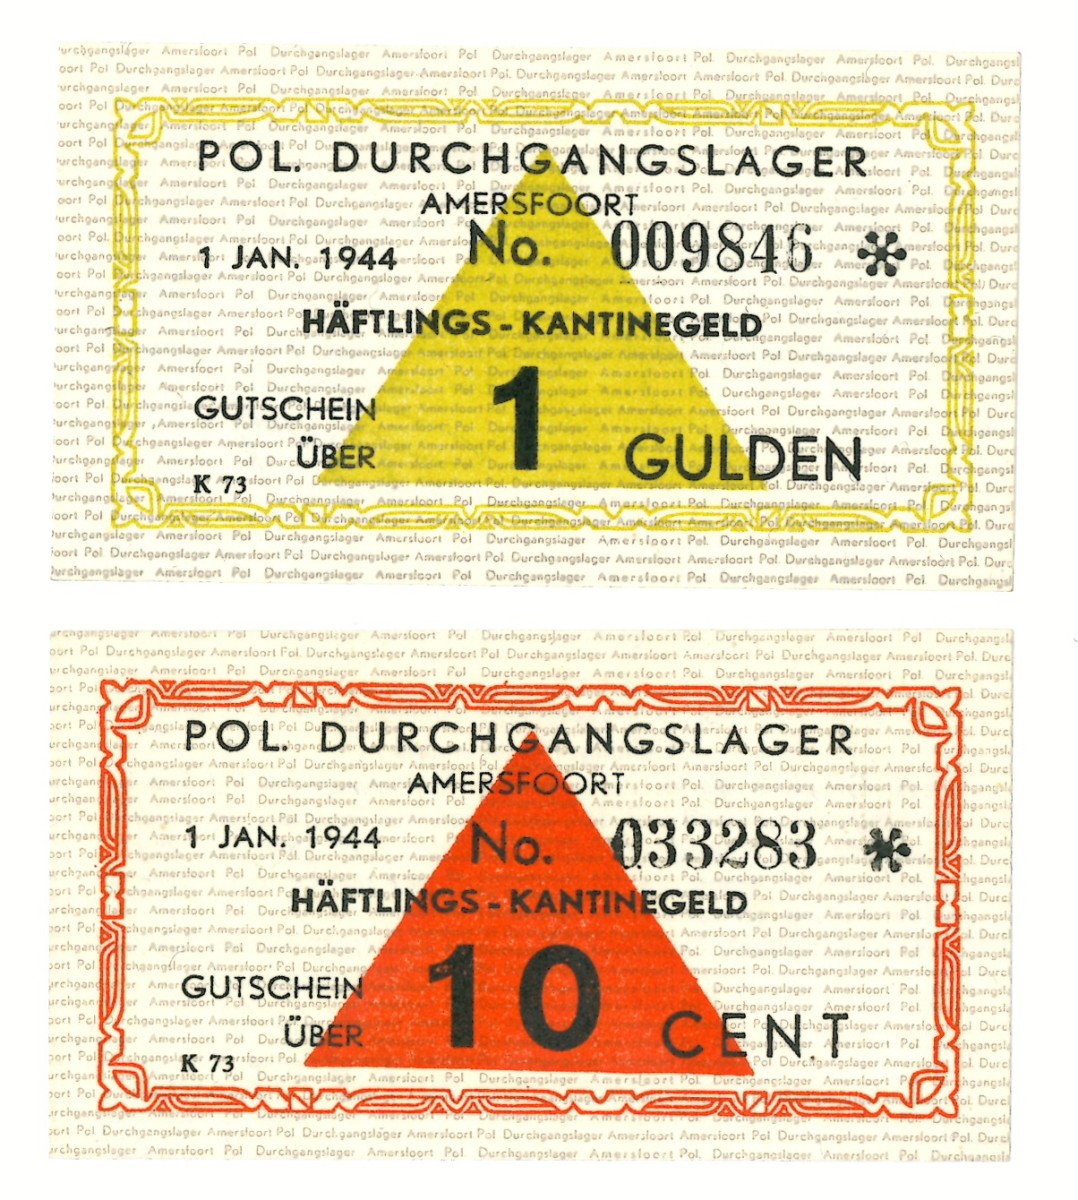 POL. DURCHGANGSLAGER
AMERSFOORT
1 JAN. 1944 No. 009846 *
HÄFTLINGS - KANTINEGELD
GUTSCHEIN
ÜBER 1 GULDEN
K 73
POL. DURCHGANGSLAGER
AMERSFOORT
1 JAN. 1944 No. 033283 *
HÄFTLINGS - KANTINEGELD
GUTSCHEIN
ÜBER 10 CENT
K 73